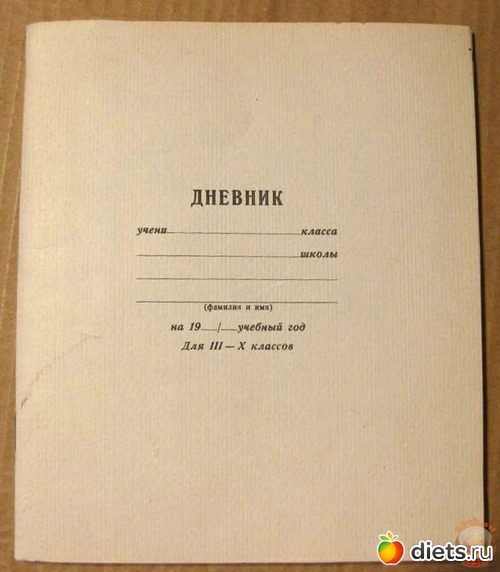 ДНЕВНИК
учени класса
школы
(фамилия и имя)
на 19 / учебный год
Для III — X классов
diets.ru